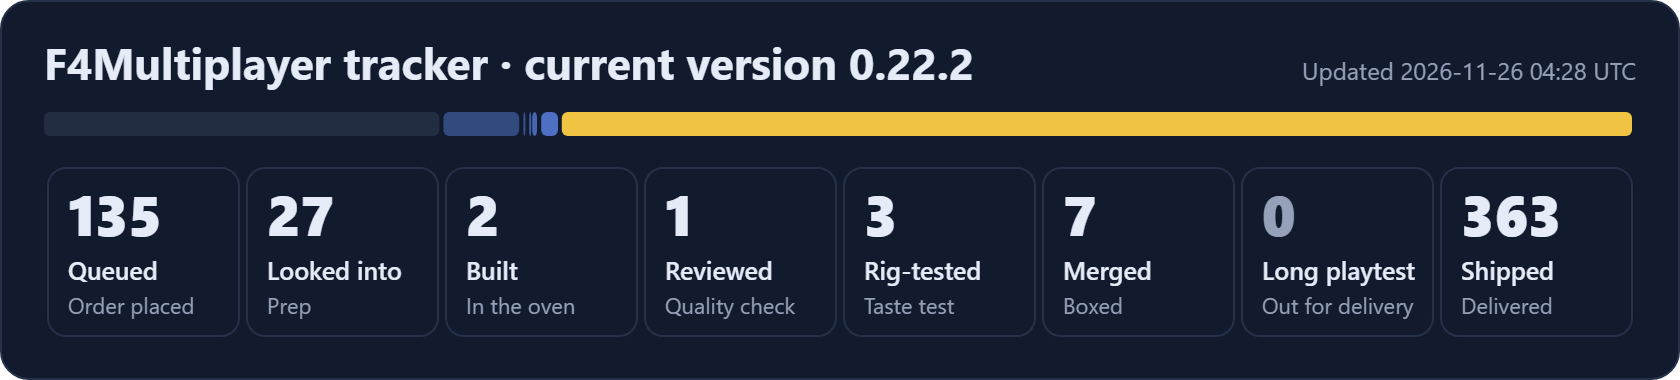 F4Multiplayer tracker · current version 0.22.2
Updated 2026-11-26 04:28 UTC
135
Queued
Order placed
27
Looked into
Prep
2
Built
In the oven
1
Reviewed
Quality check
3
Rig-tested
Taste test
7
Merged
Boxed
0
Long playtest
Out for delivery
363
Shipped
Delivered